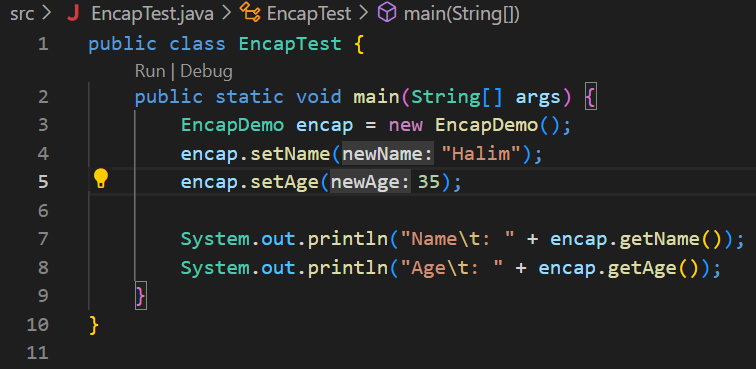 src > J EncapTest.java > EncapTest > main(String[])
1 public class EncapTest {
Run | Debug
2 public static void main(String[] args) {
3 EncapDemo encap = new EncapDemo();
4 encap.setName(newName: "Halim");
5 encap.setAge(newAge: 35);
6
7 System.out.println("Name\t: " + encap.getName());
8 System.out.println("Age\t: " + encap.getAge());
9 }
10 }
11